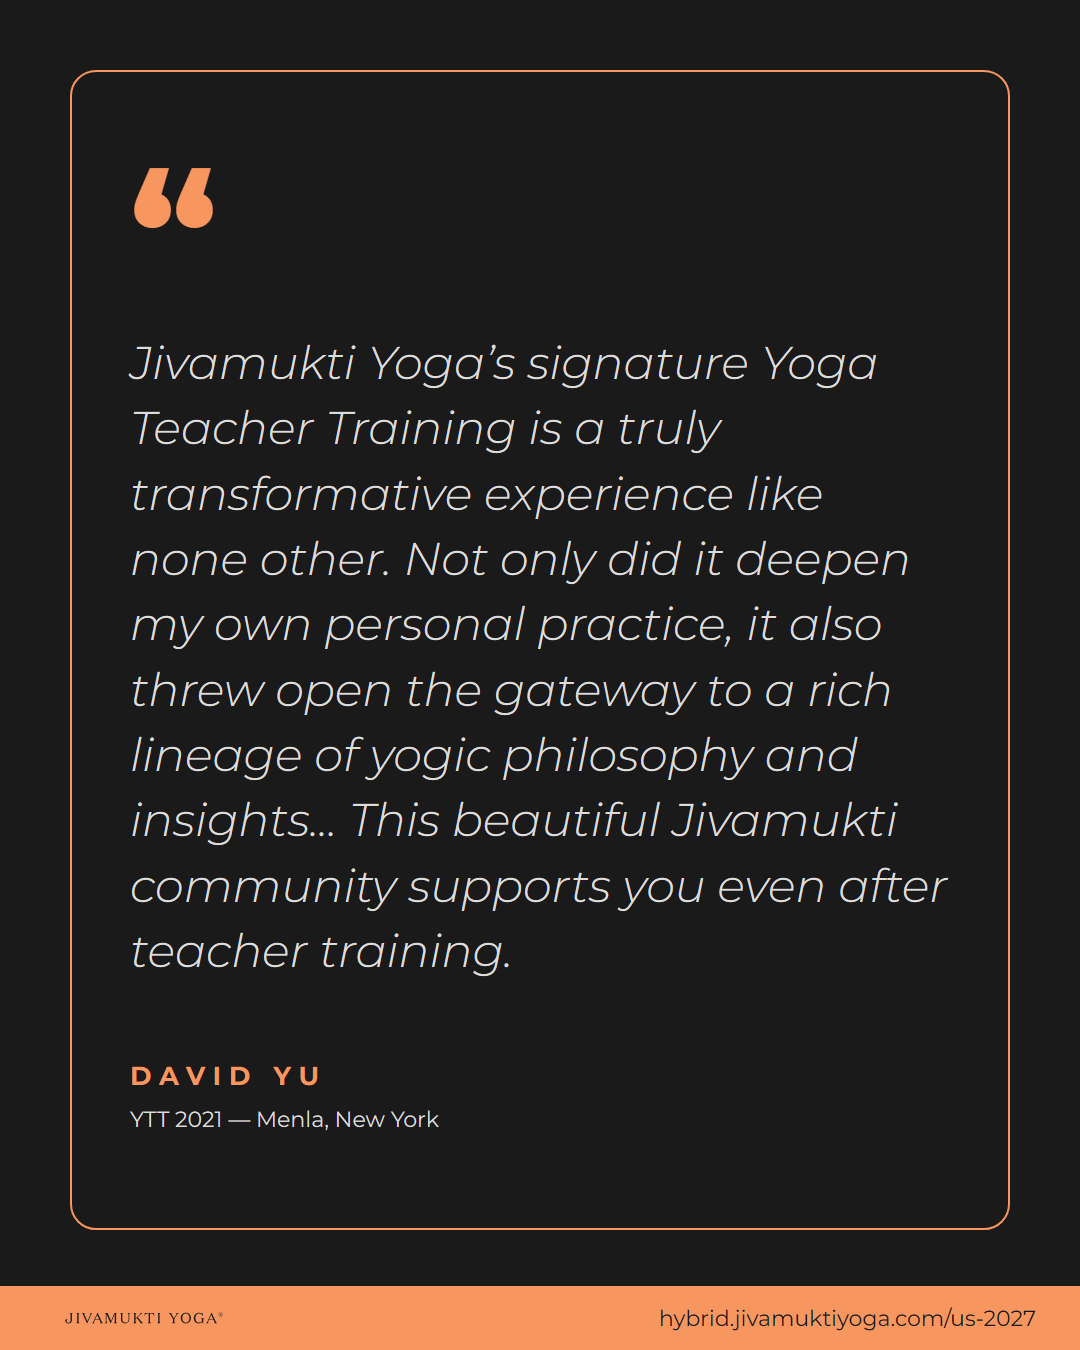 “
Jivamukti Yoga’s signature Yoga
Teacher Training is a truly
transformative experience like
none other. Not only did it deepen
my own personal practice, it also
threw open the gateway to a rich
lineage of yogic philosophy and
insights... This beautiful Jivamukti
community supports you even after
teacher training.
DAVID YU
YTT 2021 — Menla, New York
JIVAMUKTI YOGA®
hybrid.jivamuktiyoga.com/us-2027